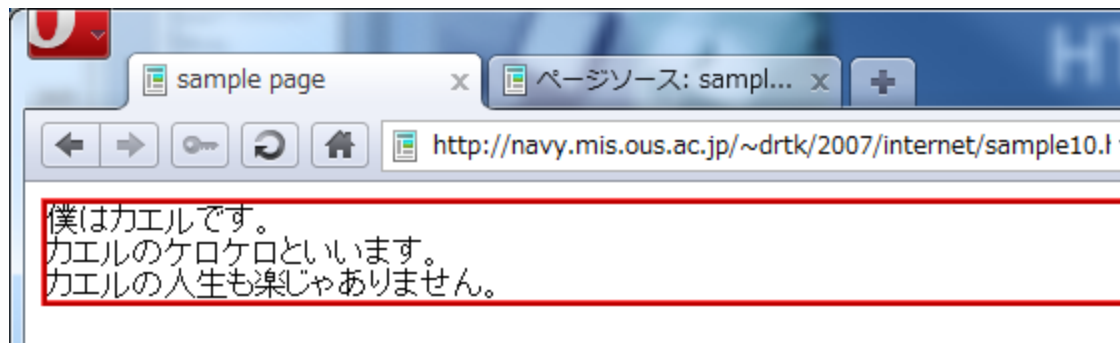 HT
sample page
ページソース: sampl...
http://navy.mis.ous.ac.jp/~drtk/2007/internet/sample10.h
僕はカエルです。
カエルのケロケロといいます。
カエルの人生も楽じゃありません。